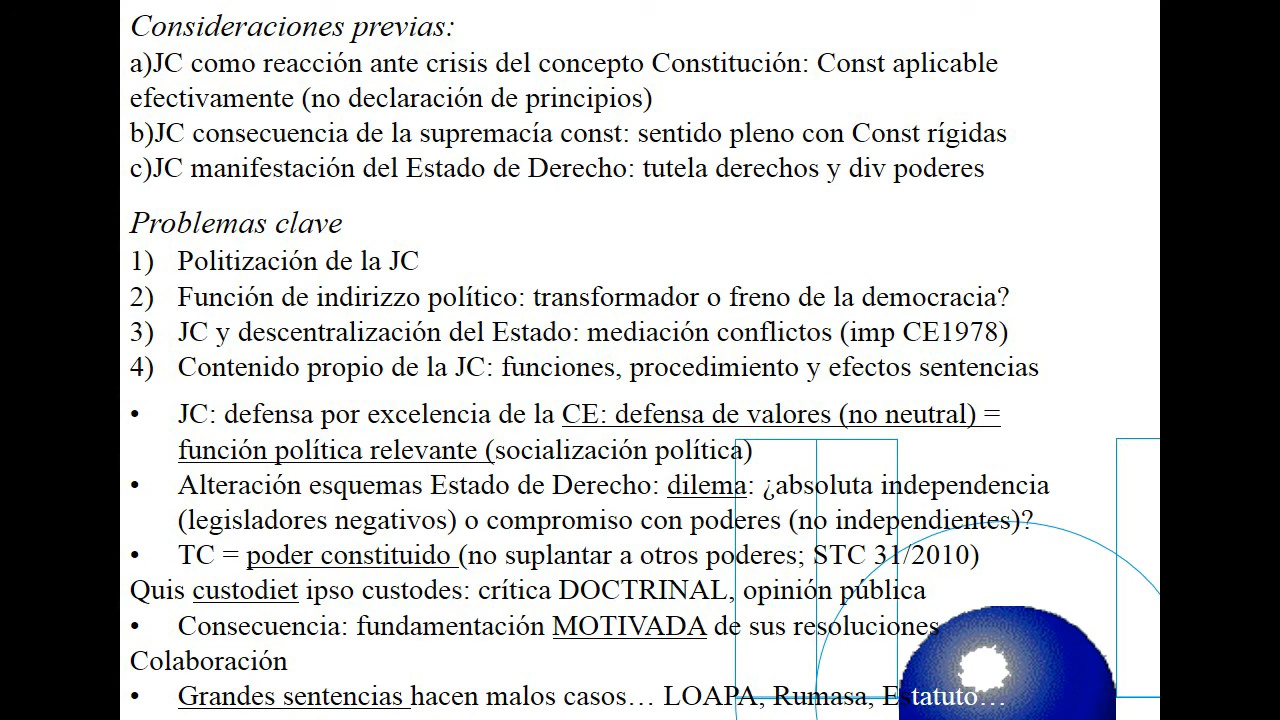 Consideraciones previas:
a)JC como reacción ante crisis del concepto Constitución: Const aplicable
efectivamente (no declaración de principios)
b)JC consecuencia de la supremacía const: sentido pleno con Const rígidas
c)JC manifestación del Estado de Derecho: tutela derechos y div poderes
Problemas clave
1) Politización de la JC
2) Función de indirizzo político: transformador o freno de la democracia?
3) JC y descentralización del Estado: mediación conflictos (imp CE1978)
4) Contenido propio de la JC: funciones, procedimiento y efectos sentencias
• JC: defensa por excelencia de la CE: defensa de valores (no neutral) =
función política relevante (socialización política)
• Alteración esquemas Estado de Derecho: dilema: ¿absoluta independencia
(legisladores negativos) o compromiso con poderes (no independientes)?
• TC = poder constituido (no suplantar a otros poderes; STC 31/2010)
Quis custodiet ipso custodes: crítica DOCTRINAL, opinión pública
• Consecuencia: fundamentación MOTIVADA de sus resoluciones
Colaboración
• Grandes sentencias hacen malos casos… LOAPA, Rumasa, Estatuto…